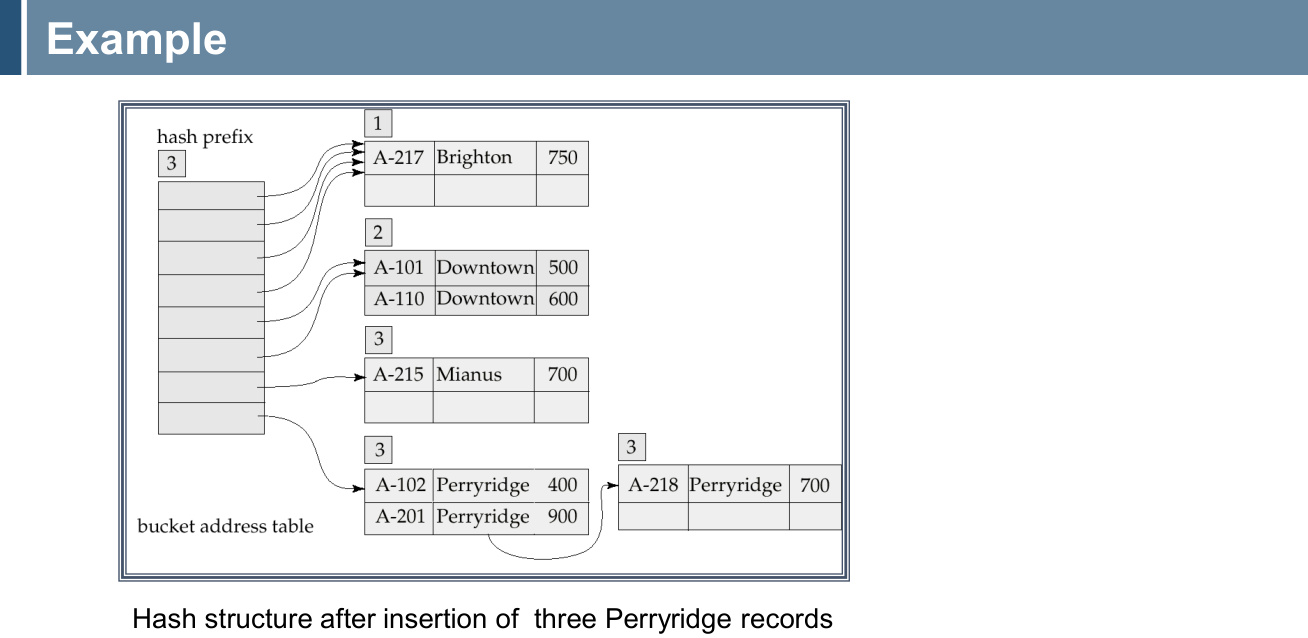 Example
hash prefix
3
1
A-217 Brighton 750
2
A-101 Downtown 500
A-110 Downtown 600
3
A-215 Mianus 700
3
A-102 Perryridge 400
A-201 Perryridge 900
3
A-218 Perryridge 700
bucket address table
Hash structure after insertion of three Perryridge records